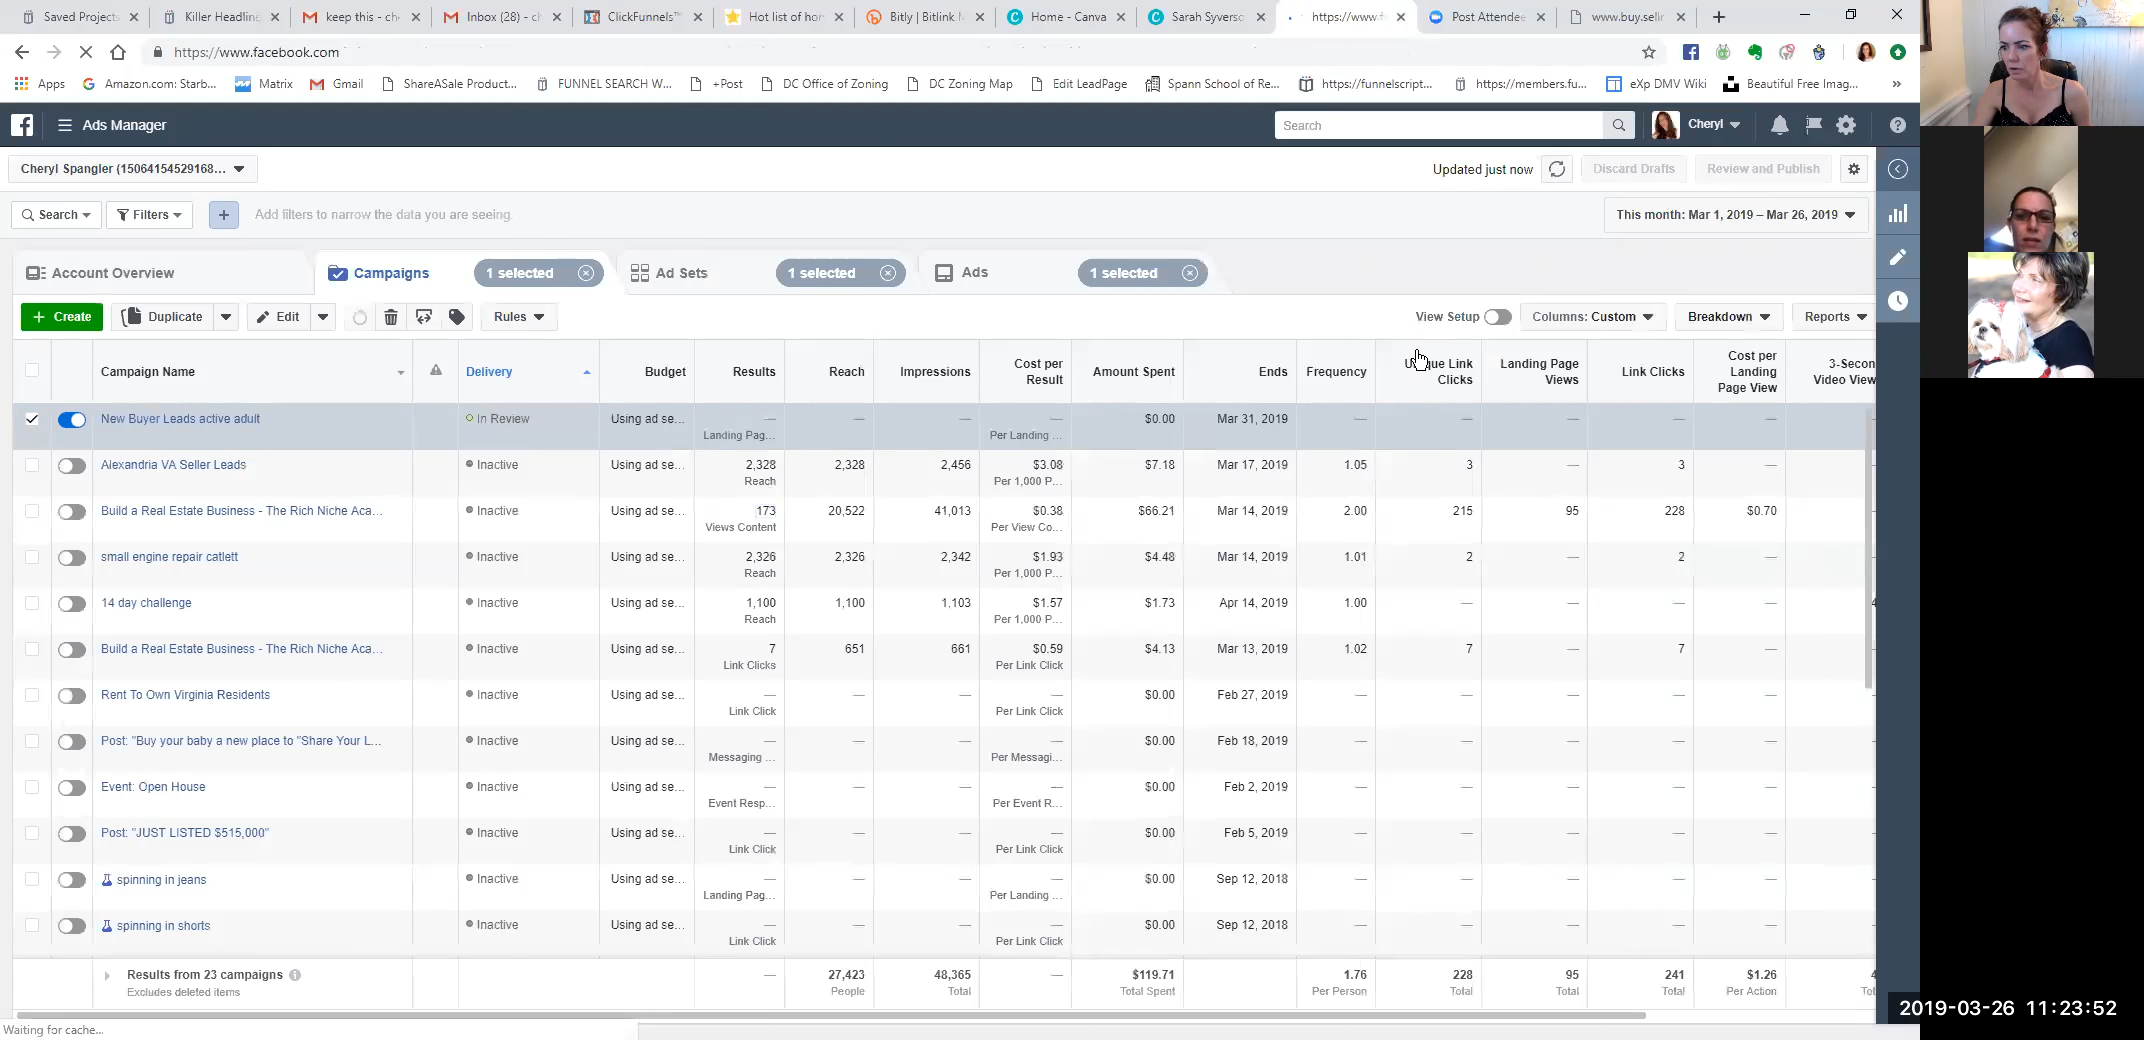 Saved Projects
Killer Headline
keep this - ch
Inbox (28) - c
ClickFunnels™
Hot list of hom
Bitly | Bitlink M
Home - Canva
Sarah Syverso
https://www.f
Post Attendee
www.buy.sellir
https://www.facebook.com
Apps
Amazon.com: Starb...
Matrix
Gmail
ShareASale Product...
FUNNEL SEARCH W...
+Post
DC Office of Zoning
DC Zoning Map
Edit LeadPage
Spann School of Re...
https://funnelscript...
https://members.fu...
eXp DMV Wiki
Beautiful Free Imag...
»
Ads Manager
Search
Cheryl
Cheryl Spangler (15064154529168...
Updated just now
Discard Drafts
Review and Publish
Search
Filters
Add filters to narrow the data you are seeing.
This month: Mar 1, 2019 – Mar 26, 2019
Account Overview
Campaigns
1 selected
Ad Sets
1 selected
Ads
1 selected
+ Create
Duplicate
Edit
Rules
View Setup
Columns: Custom
Breakdown
Reports
Campaign Name
Delivery
Budget
Results
Reach
Impressions
Cost per
Result
Amount Spent
Ends
Frequency
Link
Clicks
Landing Page
Views
Link Clicks
Cost per
Landing
Page View
3-Secon
Video View
New Buyer Leads active adult In Review Using ad se... — — — — $0.00 Mar 31, 2019 — — — — —
Landing Pag... Per Landing ...
Alexandria VA Seller Leads Inactive Using ad se... 2,328 2,328 2,456 $3.08 $7.18 Mar 17, 2019 1.05 3 — 3 —
Reach Per 1,000 P...
Build a Real Estate Business - The Rich Niche Aca... Inactive Using ad se... 173 20,522 41,013 $0.38 $66.21 Mar 14, 2019 2.00 215 95 228 $0.70
Views Content Per View Co...
small engine repair catlett Inactive Using ad se... 2,326 2,326 2,342 $1.93 $4.48 Mar 14, 2019 1.01 2 — 2 —
Reach Per 1,000 P...
14 day challenge Inactive Using ad se... 1,100 1,100 1,103 $1.57 $1.73 Apr 14, 2019 1.00 — — — — 4
Reach Per 1,000 P...
Build a Real Estate Business - The Rich Niche Aca... Inactive Using ad se... 7 651 661 $0.59 $4.13 Mar 13, 2019 1.02 7 — 7 —
Link Clicks Per Link Click
Rent To Own Virginia Residents Inactive Using ad se... — — — — $0.00 Feb 27, 2019 — — — — —
Link Click Per Link Click
Post: "Buy your baby a new place to "Share Your L... Inactive Using ad se... — — — — $0.00 Feb 18, 2019 — — — — —
Messaging ... Per Messagi...
Event: Open House Inactive Using ad se... — — — — $0.00 Feb 2, 2019 — — — — —
Event Resp... Per Event R...
Post: "JUST LISTED $515,000" Inactive Using ad se... — — — — $0.00 Feb 5, 2019 — — — — —
Link Click Per Link Click
spinning in jeans Inactive Using ad se... — — — — $0.00 Sep 12, 2018 — — — — —
Landing Pag... Per Landing ...
spinning in shorts Inactive Using ad se... — — — — $0.00 Sep 12, 2018 — — — — —
Link Click Per Link Click
Results from 23 campaigns — 27,423 48,365 — $119.71 1.76 228 95 241 $1.26 4
Excludes deleted items People Total Total Spent Per Person Total Total Total Per Action Tot
Waiting for cache...
2019-03-26 11:23:52